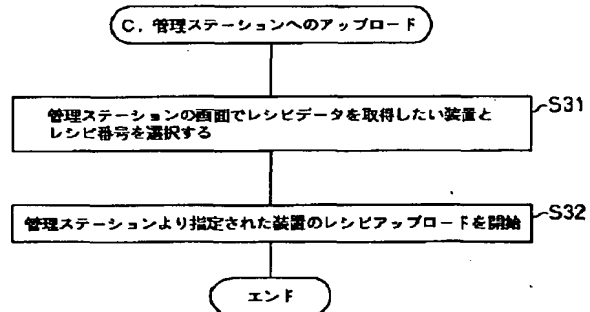 C．管理ステーションへのアップロード
管理ステーションの画面でレシピデータを取得したい装置と
レシピ番号を選択する
S31
管理ステーションより指定された装置のレシピアップロードを開始
S32
エンド